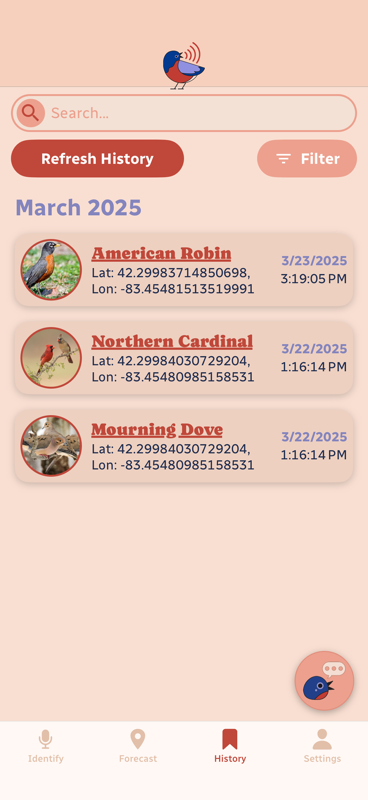 Search...
Refresh History
Filter
March 2025
American Robin
Lat: 42.29983714850698,
Lon: -83.45481513519991
3/23/2025
3:19:05 PM
Northern Cardinal
Lat: 42.29984030729204,
Lon: -83.45480985158531
3/22/2025
1:16:14 PM
Mourning Dove
Lat: 42.29984030729204,
Lon: -83.45480985158531
3/22/2025
1:16:14 PM
Identify
Forecast
History
Settings